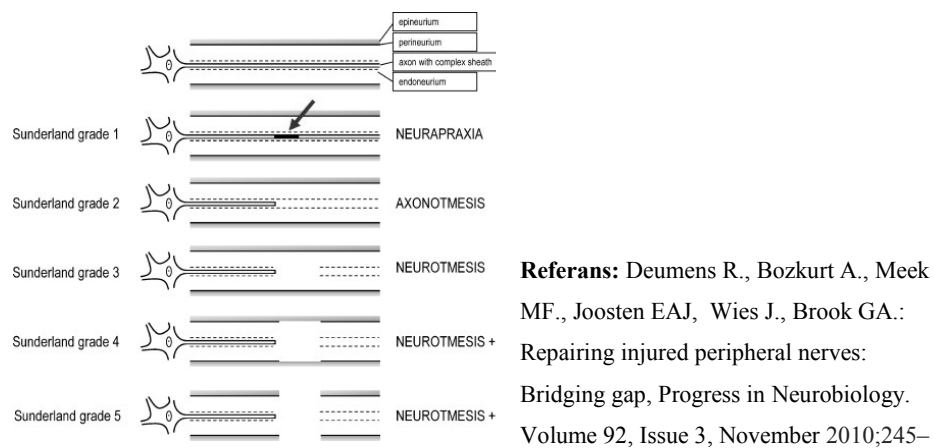 epineurium
perineurium
axon with complex sheath
endoneurium
Sunderland grade 1
NEURAPRAXIA
Sunderland grade 2
AXONOTMESIS
Sunderland grade 3
NEUROTMESIS
Sunderland grade 4
NEUROTMESIS +
Sunderland grade 5
NEUROTMESIS +
Referans: Deumens R., Bozkurt A., Meek
MF., Joosten EAJ, Wies J., Brook GA.:
Repairing injured peripheral nerves:
Bridging gap, Progress in Neurobiology.
Volume 92, Issue 3, November 2010;245–